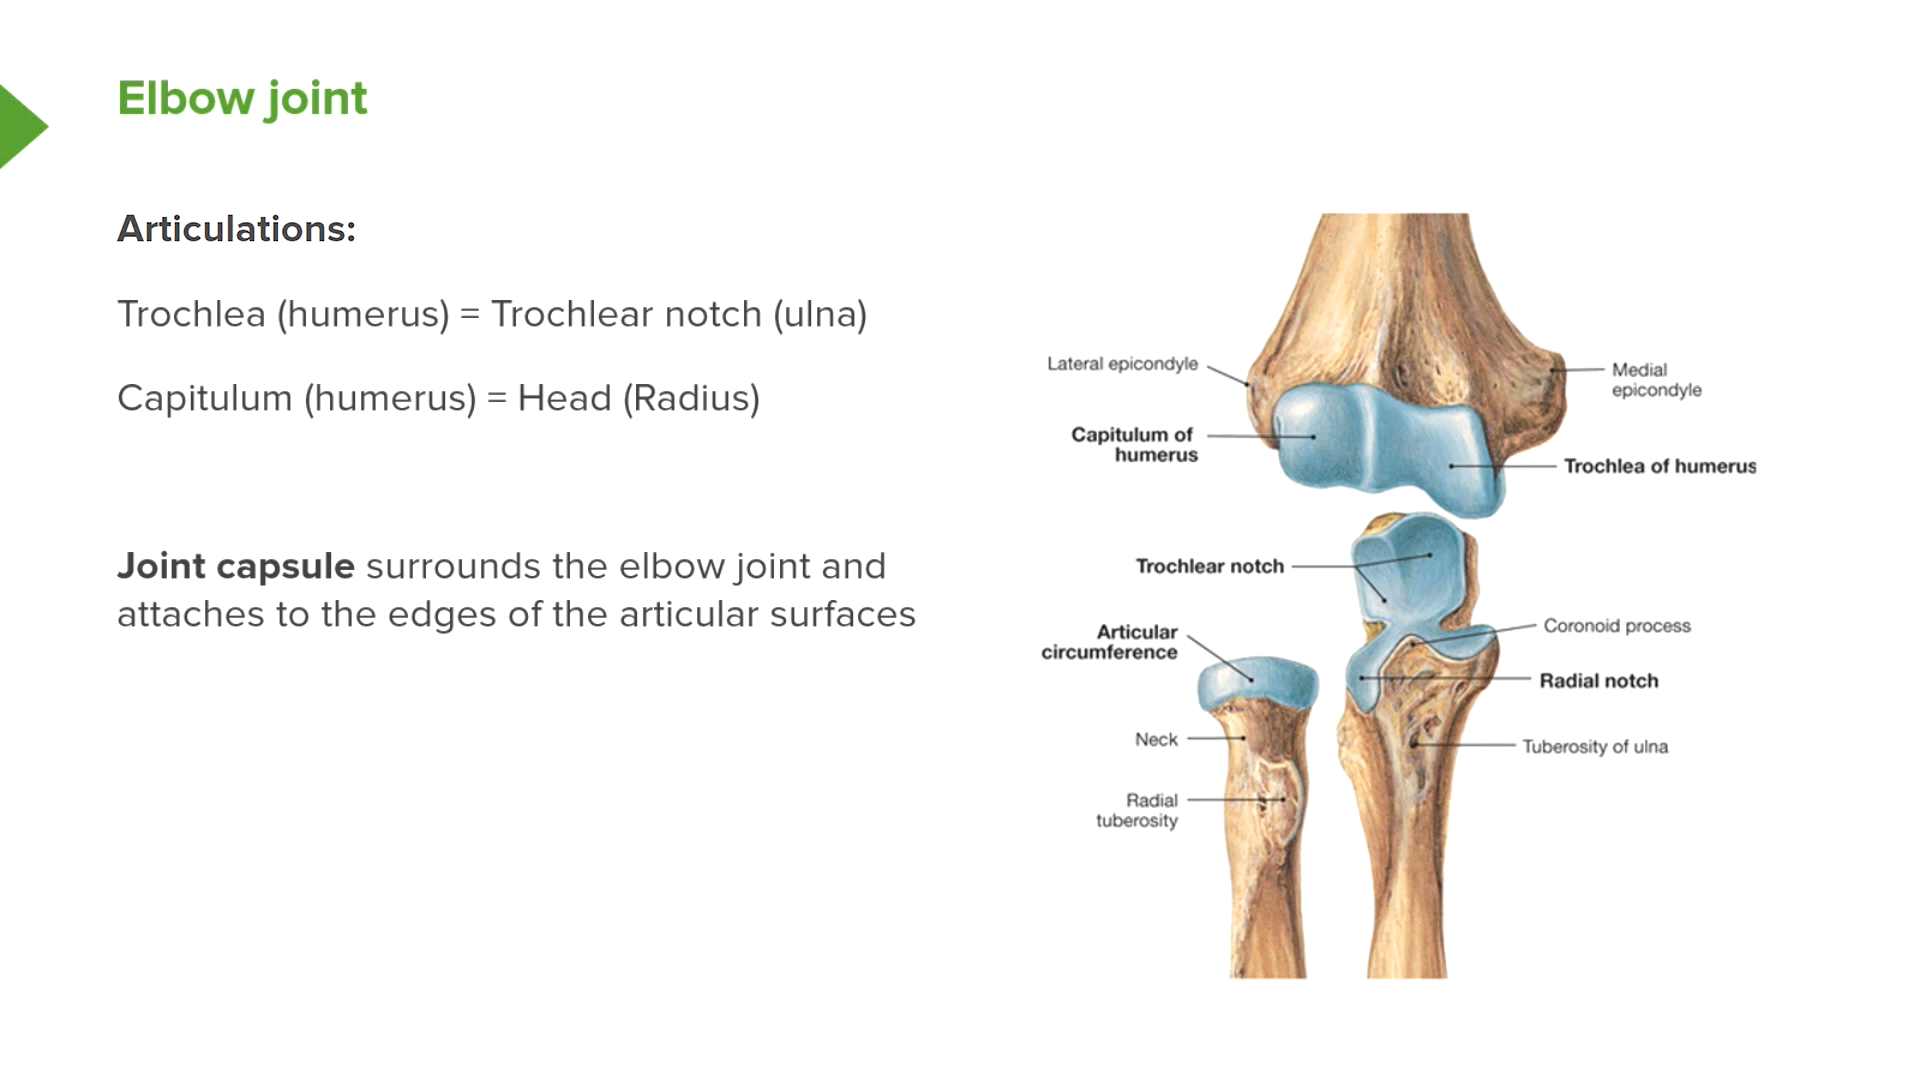 Elbow joint
Articulations:
Trochlea (humerus) = Trochlear notch (ulna)
Capitulum (humerus) = Head (Radius)
Joint capsule surrounds the elbow joint and
attaches to the edges of the articular surfaces
Lateral epicondyle
Medial
epicondyle
Capitulum of
humerus
Trochlea of humerus
Trochlear notch
Articular
circumference
Coronoid process
Radial notch
Neck
Tuberosity of ulna
Radial
tuberosity